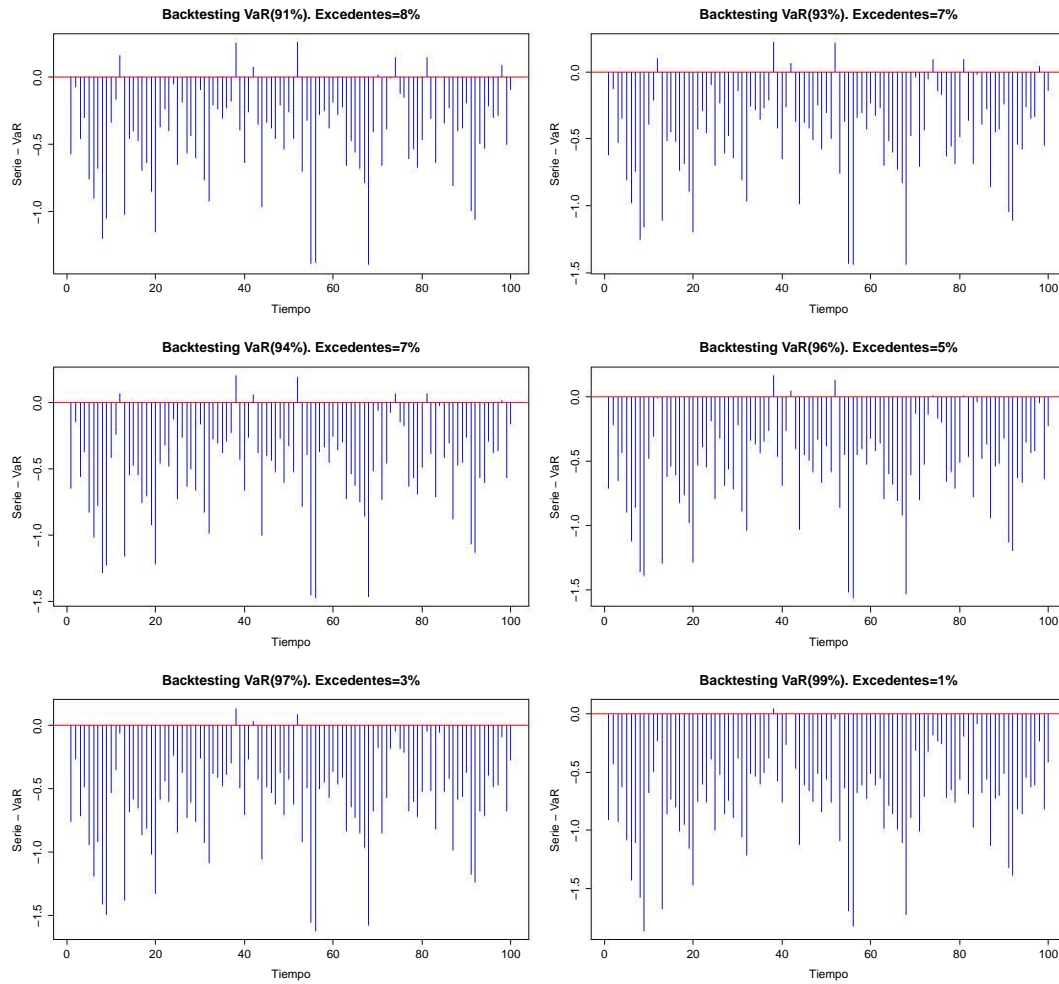 Backtesting VaR(91%). Excedentes=8%
Serie − VaR
0.0
−0.5
−1.0
0 20 40 60 80 100
Tiempo
Backtesting VaR(93%). Excedentes=7%
Serie − VaR
0.0
−0.5
−1.0
−1.5
0 20 40 60 80 100
Tiempo
Backtesting VaR(94%). Excedentes=7%
Serie − VaR
0.0
−0.5
−1.0
−1.5
0 20 40 60 80 100
Tiempo
Backtesting VaR(96%). Excedentes=5%
Serie − VaR
0.0
−0.5
−1.0
−1.5
0 20 40 60 80 100
Tiempo
Backtesting VaR(97%). Excedentes=3%
Serie − VaR
0.0
−0.5
−1.0
−1.5
0 20 40 60 80 100
Tiempo
Backtesting VaR(99%). Excedentes=1%
Serie − VaR
0.0
−0.5
−1.0
−1.5
0 20 40 60 80 100
Tiempo